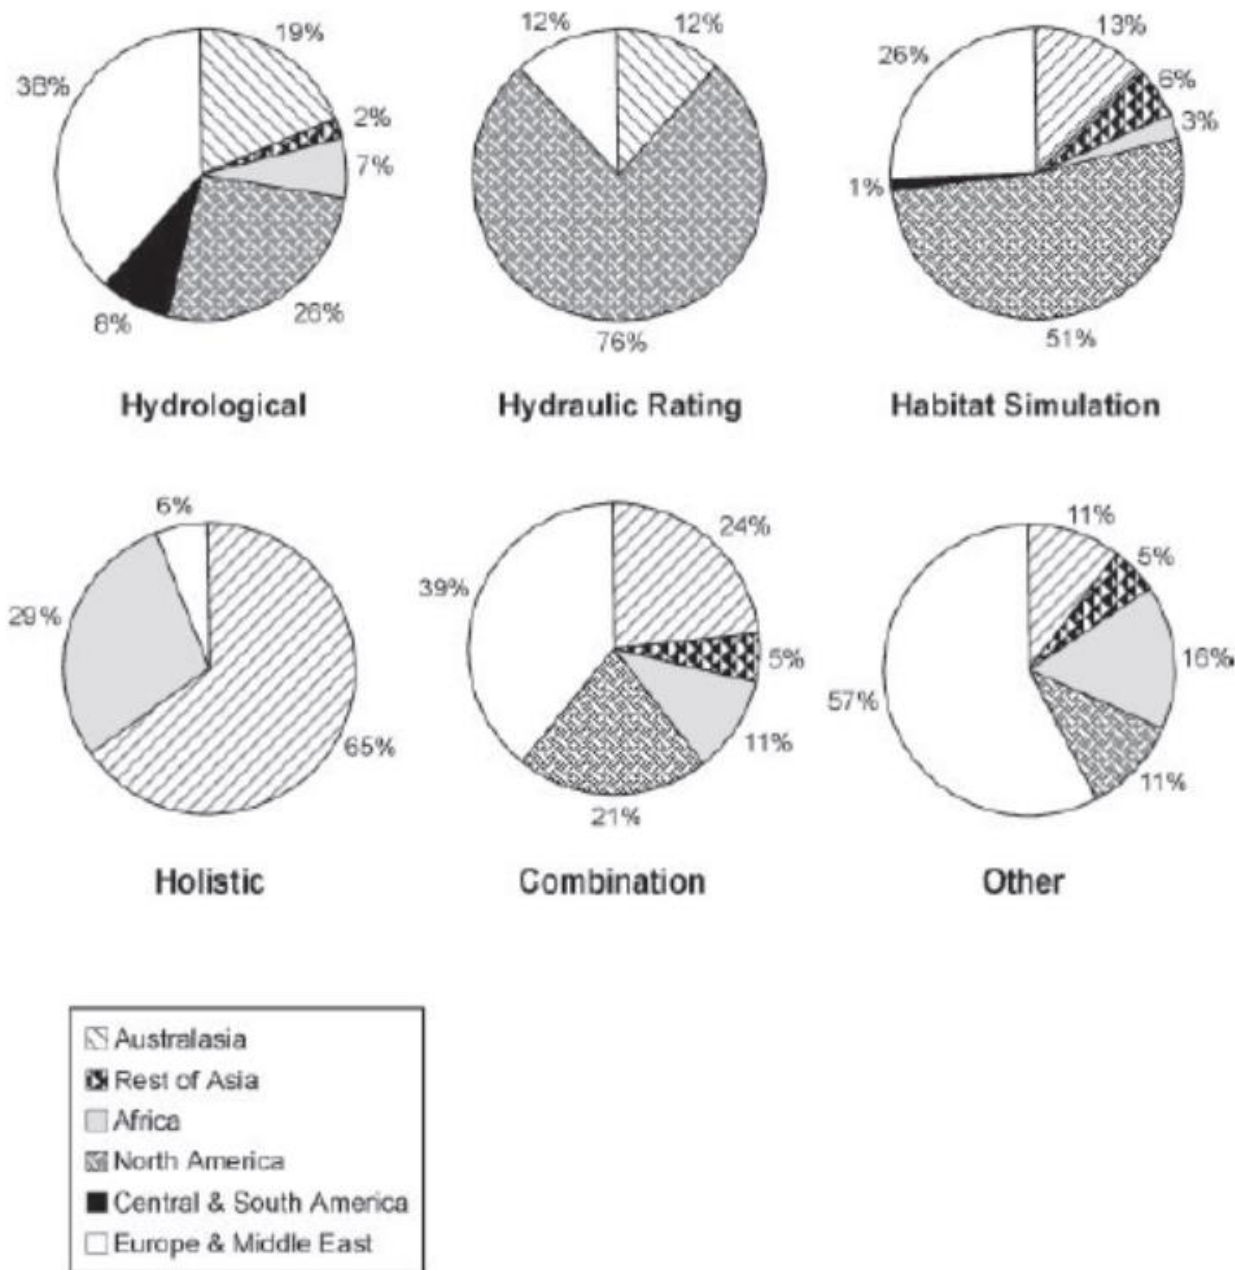 12% 12%
19% 26% 13%
38% 6%
2% 3%
7% 1%
8% 26% 76% 51%
Hydrological Hydraulic Rating Habitat Simulation
6% 24% 11%
39% 5%
29% 5% 16%
57%
65% 11% 11%
21%
Holistic Combination Other
Australasia
Rest of Asia
Africa
North America
Central & South America
Europe & Middle East